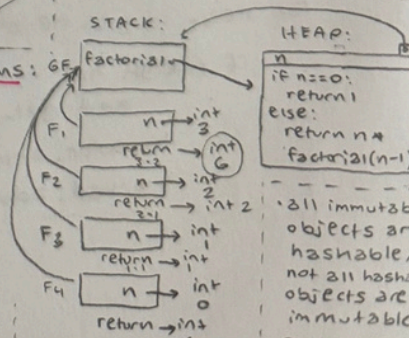 STACK:
GF
factorial
F1
n → int
3
return → int
3·2
6
F2
n → int
2
return → int 2
2·1
F3
n → int
1
return → int
1·1
1
F4
n → int
0
return → int
ns:
HEAP:
n
if n==0:
return 1
else:
return n*
factorial(n-1
·all immutab
objects ar
hashable,
not all hash
objects are
immutable